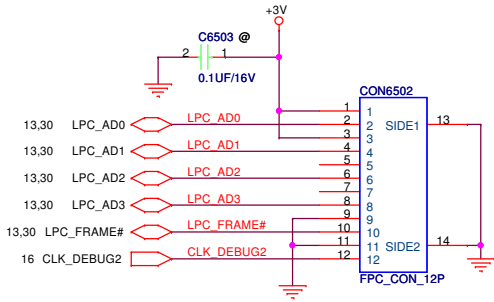 +3V
C6503 @
2 1
0.1UF/16V
CON6502
1 1
13,30 LPC_AD0 LPC_AD0 2 2 SIDE1 13
3 3
13,30 LPC_AD1 LPC_AD1 4 4
5 5
13,30 LPC_AD2 LPC_AD2 6 6
7 7
13,30 LPC_AD3 LPC_AD3 8 8
9 9
13,30 LPC_FRAME# LPC_FRAME# 10 10
11 11 SIDE2 14
16 CLK_DEBUG2 CLK_DEBUG2 12 12
FPC_CON_12P